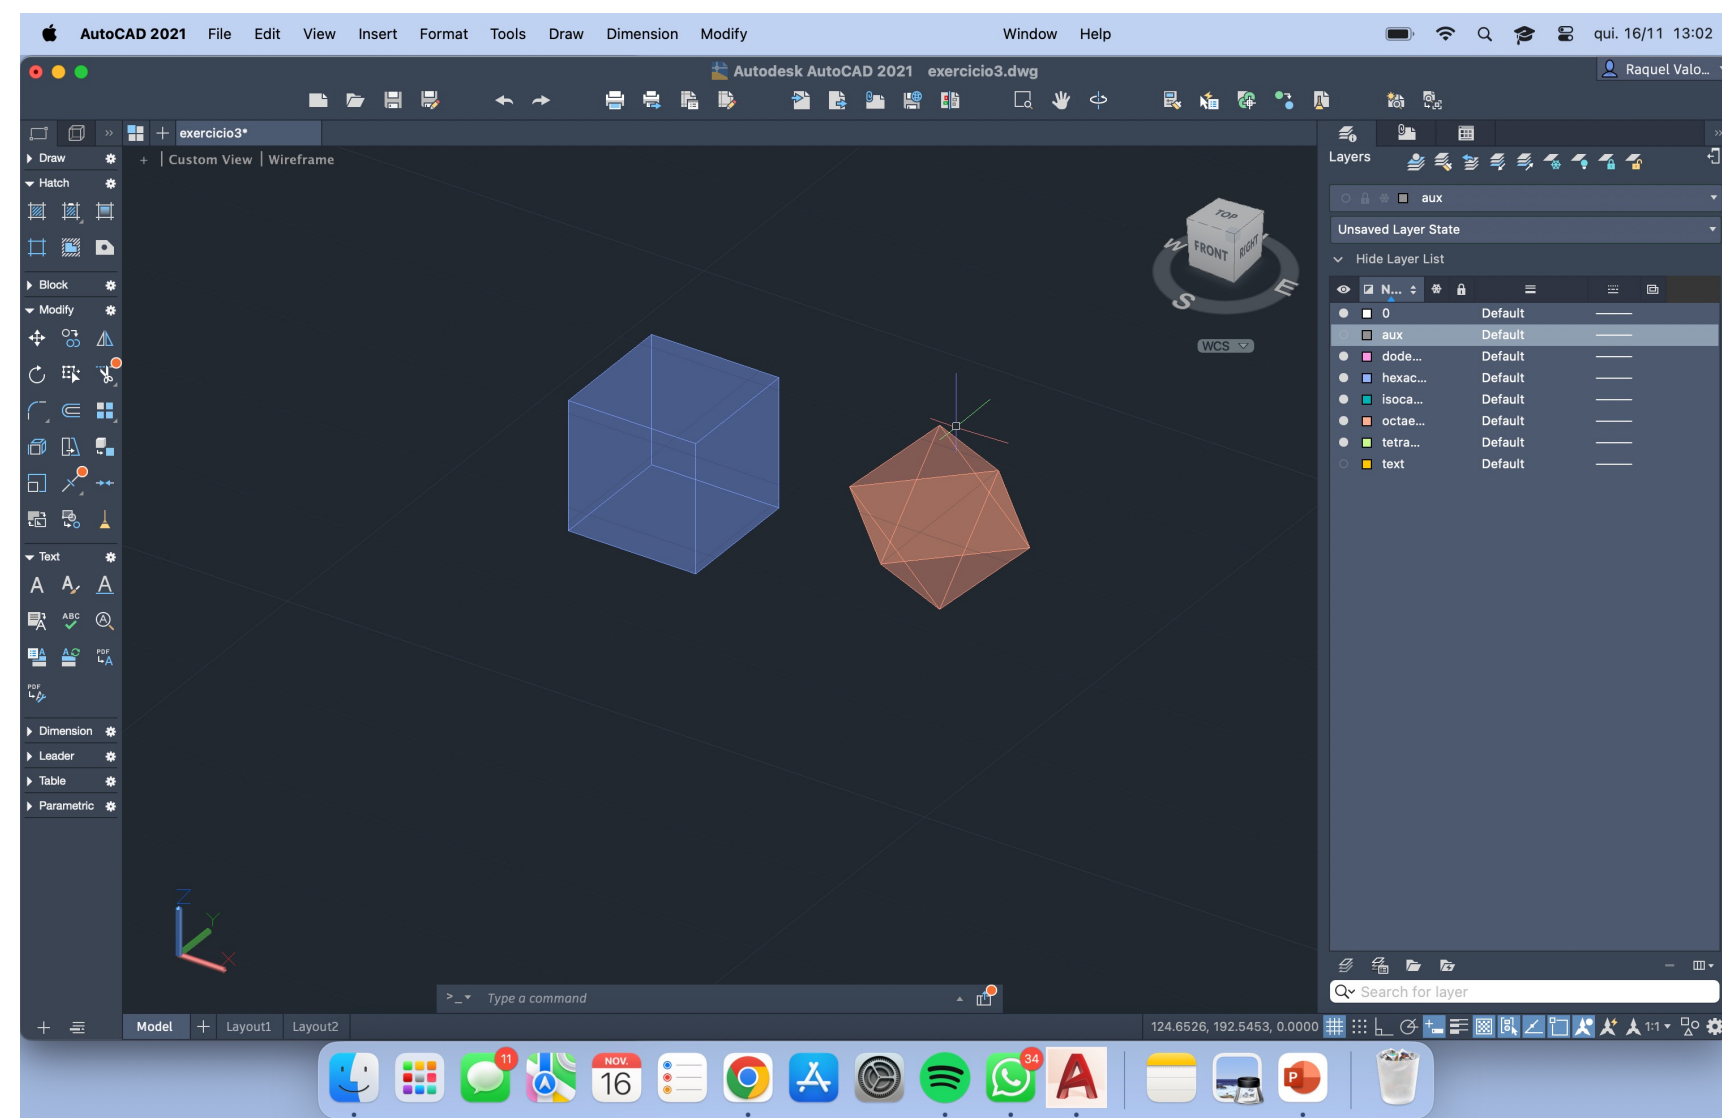 AutoCAD 2021 File Edit View Insert Format Tools Draw Dimension Modify Window Help qui. 16/11 13:02
Autodesk AutoCAD 2021 exercicio3.dwg Raquel Valo...
exercicio3*
Draw
+ | Custom View | Wireframe
Layers
Hatch
aux
Unsaved Layer State
Hide Layer List
N...
0 Default
aux Default
dode... Default
hexac... Default
isoca... Default
octae... Default
tetra... Default
text Default
TOP
FRONT
RIGHT
W
S
E
WCS
Block
Modify
Text
A A A
ABC
A
PDF
A
PDF
Dimension
Leader
Table
Parametric
Z
Y
X
>_ Type a command
Search for layer
Model + Layout1 Layout2
124.6526, 192.5453, 0.0000
1:1
11
NOV.
16
34
P